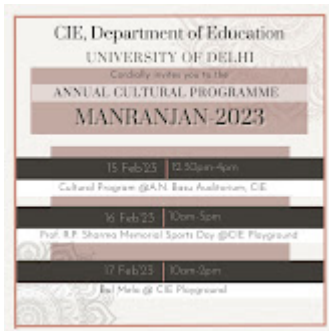 CIE, Department of Education
UNIVERSITY OF DELHI
Cordially invites you to the
ANNUAL CULTURAL PROGRAMME
MANRANJAN-2023
15 Feb'23 12.30pm-4pm
Cultural Program @A.N. Basu Auditorium, CIE
16 Feb'23 10am-5pm
Prof. R.P. Sharma Memorial Sports Day @CIE Playground
17 Feb'23 10am-2pm
Bal Mela @ CIE Playground